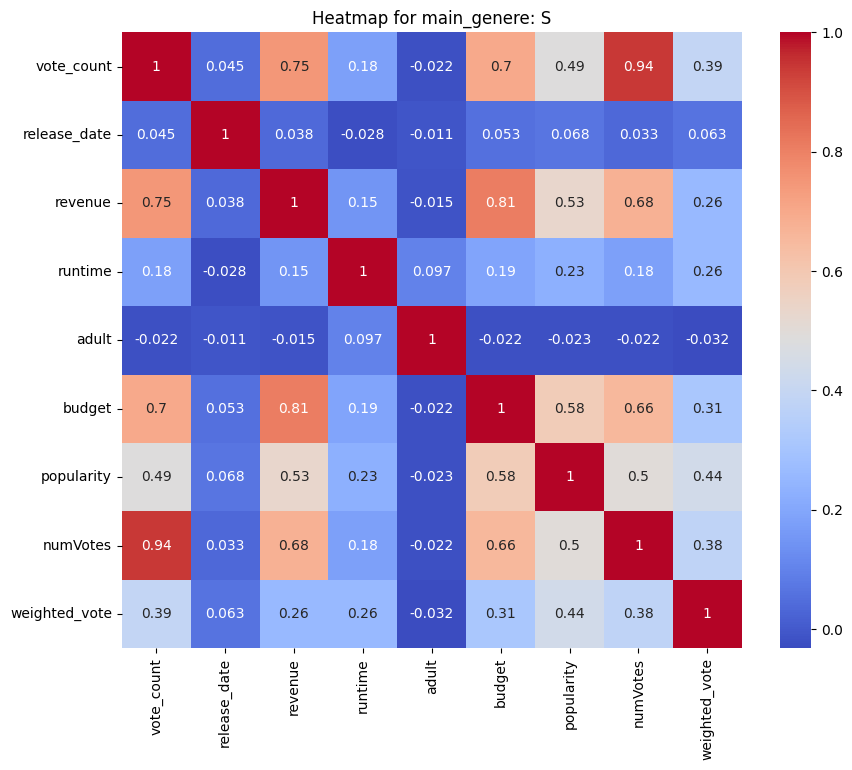 Heatmap for main_genere: S
vote_count 1 0.045 0.75 0.18 -0.022 0.7 0.49 0.94 0.39
release_date 0.045 1 0.038 -0.028 -0.011 0.053 0.068 0.033 0.063
revenue 0.75 0.038 1 0.15 -0.015 0.81 0.53 0.68 0.26
runtime 0.18 -0.028 0.15 1 0.097 0.19 0.23 0.18 0.26
adult -0.022 -0.011 -0.015 0.097 1 -0.022 -0.023 -0.022 -0.032
budget 0.7 0.053 0.81 0.19 -0.022 1 0.58 0.66 0.31
popularity 0.49 0.068 0.53 0.23 -0.023 0.58 1 0.5 0.44
numVotes 0.94 0.033 0.68 0.18 -0.022 0.66 0.5 1 0.38
weighted_vote 0.39 0.063 0.26 0.26 -0.032 0.31 0.44 0.38 1
vote_count release_date revenue runtime adult budget popularity numVotes weighted_vote
1.0
0.8
0.6
0.4
0.2
0.0